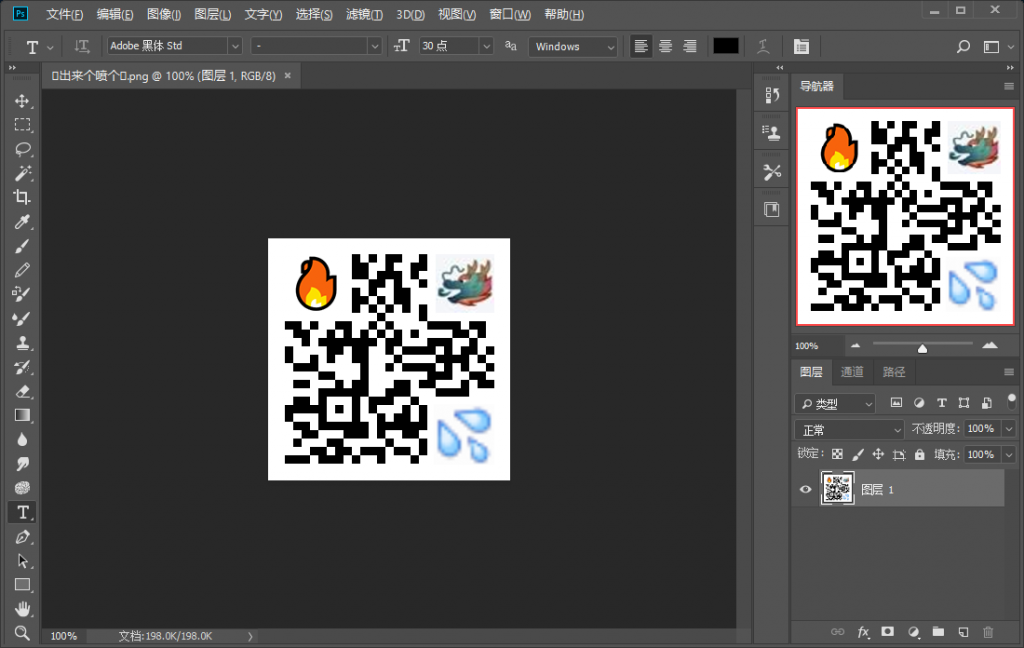 Ps 文件(F) 编辑(E) 图像(I) 图层(L) 文字(Y) 选择(S) 滤镜(T) 3D(D) 视图(V) 窗口(W) 帮助(H)
T Adobe 黑体 Std - 30 点 aa Windows
出来个喷个.png @ 100% (图层 1, RGB/8) ×
导航器
100%
图层 通道 路径
类型
正常 不透明度: 100%
锁定: 填充: 100%
图层 1
100% 文档:198.0K/198.0K
fx